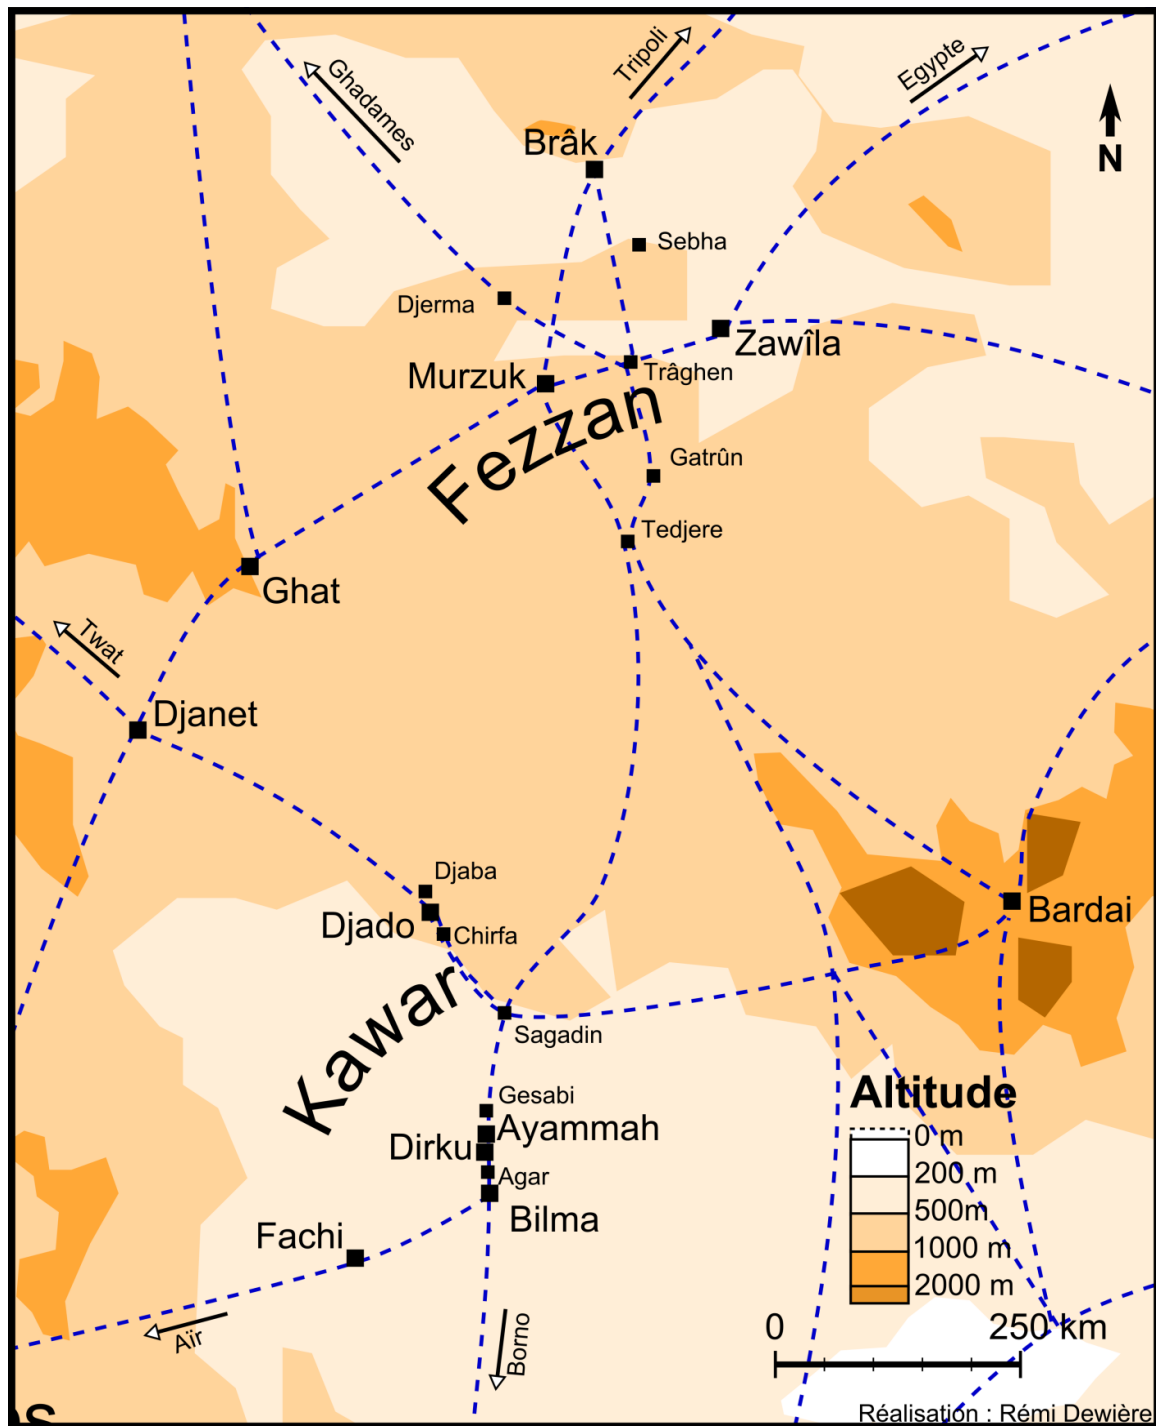 Tripoli
Egypte
Ghadames
N
Brâk
Sebha
Djerma
Zawîla
Trâghen
Murzuk
Fezzan
Gatrûn
Tedjere
Ghat
Twat
Djanet
Djaba
Djado
Chirfa
Bardai
Kawar
Sagadin
Gesabi
Ayammah
Dirku
Agar
Bilma
Fachi
Aïr
Borno
Altitude
0 m
200 m
500m
1000 m
2000 m
0 250 km
Réalisation : Rémi Dewière